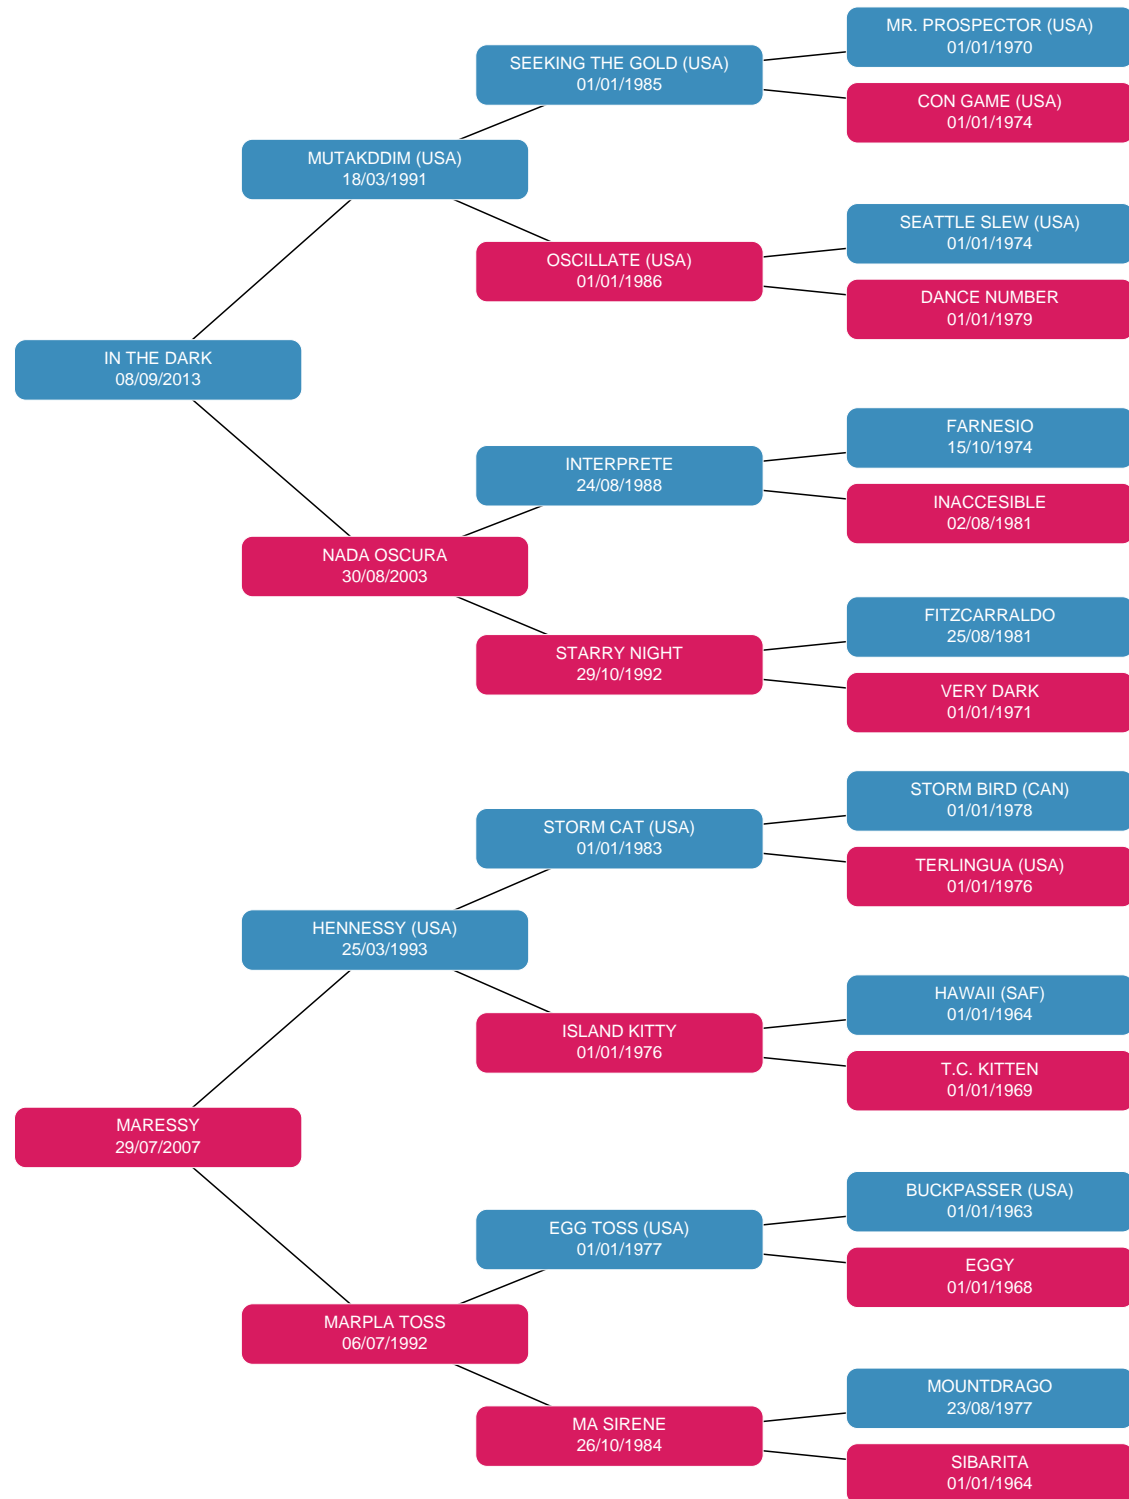 MR. PROSPECTOR (USA)
01/01/1970
SEEKING THE GOLD (USA)
01/01/1985
CON GAME (USA)
01/01/1974
MUTAKDDIM (USA)
18/03/1991
SEATTLE SLEW (USA)
01/01/1974
OSCILLATE (USA)
01/01/1986
DANCE NUMBER
01/01/1979
IN THE DARK
08/09/2013
FARNESIO
15/10/1974
INTERPRETE
24/08/1988
INACCESIBLE
02/08/1981
NADA OSCURA
30/08/2003
FITZCARRALDO
25/08/1981
STARRY NIGHT
29/10/1992
VERY DARK
01/01/1971
STORM BIRD (CAN)
01/01/1978
STORM CAT (USA)
01/01/1983
TERLINGUA (USA)
01/01/1976
HENNESSY (USA)
25/03/1993
HAWAII (SAF)
01/01/1964
ISLAND KITTY
01/01/1976
T.C. KITTEN
01/01/1969
MARESSY
29/07/2007
BUCKPASSER (USA)
01/01/1963
EGG TOSS (USA)
01/01/1977
EGGY
01/01/1968
MARPLA TOSS
06/07/1992
MOUNTDRAGO
23/08/1977
MA SIRENE
26/10/1984
SIBARITA
01/01/1964